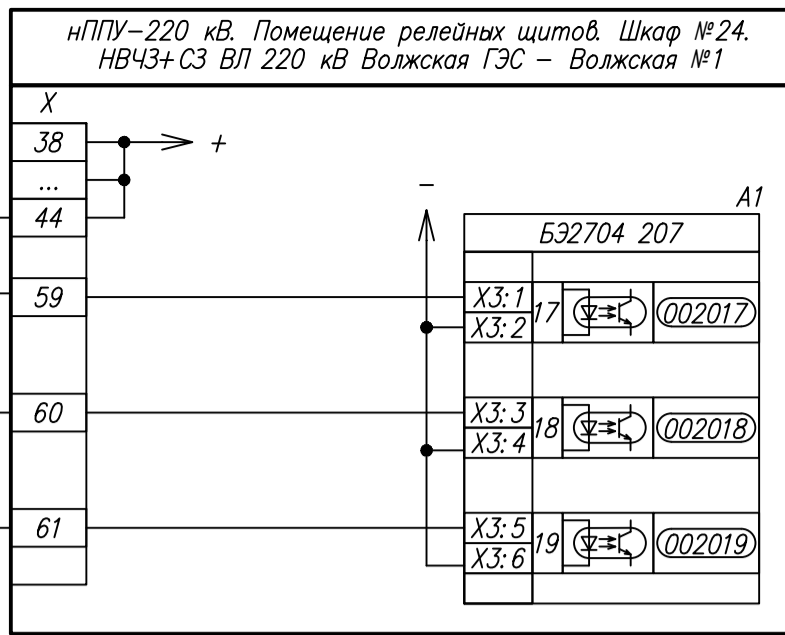 нППУ-220 кВ. Помещение релейных щитов. Шкаф №24.
НВЧЗ+СЗ ВЛ 220 кВ Волжская ГЭС - Волжская №1
X
38
+
...
44
-
A1
БЭ2704 207
59
X3:1
17
002017
X3:2
60
X3:3
18
002018
X3:4
61
X3:5
19
002019
X3:6